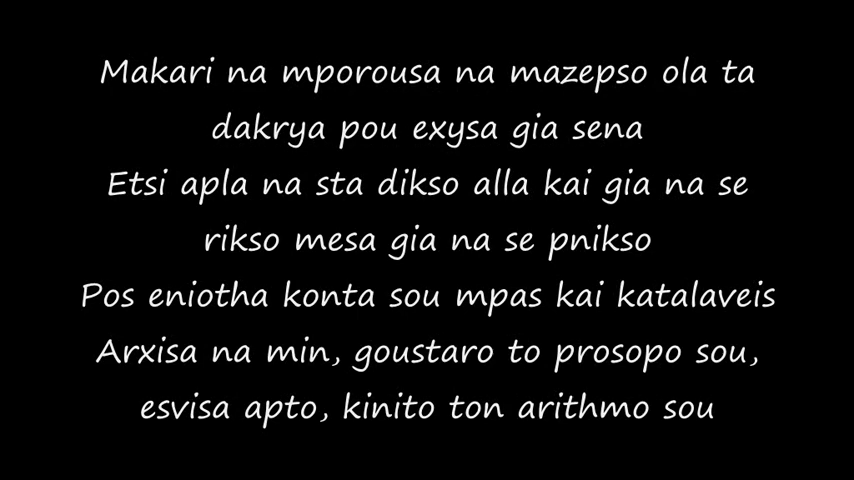 Makari na mporousa na mazepso ola ta
dakrya pou exysa gia sena
Etsi apla na sta dikso alla kai gia na se
rikso mesa gia na se pnikso
Pos eniotha konta sou mpas kai katalaveis
Arxisa na min, goustaro to prosopo sou,
esvisa apto, kinito ton arithmo sou